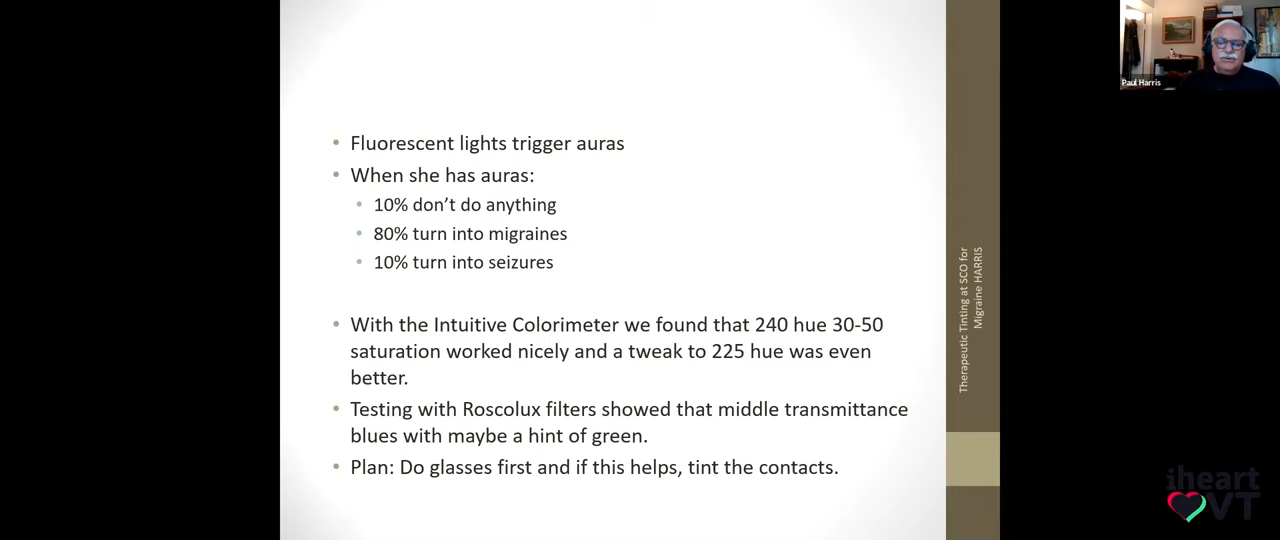 Fluorescent lights trigger auras
When she has auras:
10% don't do anything
80% turn into migraines
10% turn into seizures
With the Intuitive Colorimeter we found that 240 hue 30-50
saturation worked nicely and a tweak to 225 hue was even
better.
Testing with Roscolux filters showed that middle transmittance
blues with maybe a hint of green.
Plan: Do glasses first and if this helps, tint the contacts.
Therapeutic Tinting at SCO for
Migraine HARRIS
Paul Harris
iheart
VT